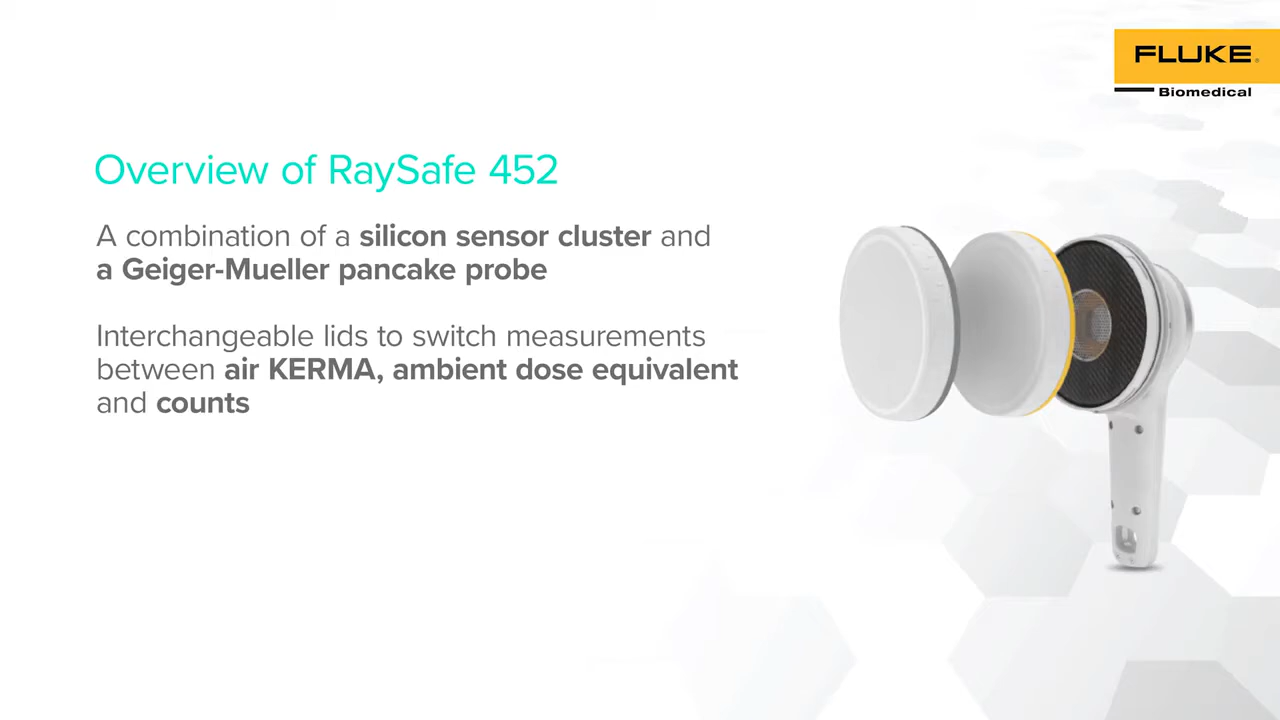 FLUKE®
Biomedical
Overview of RaySafe 452
A combination of a silicon sensor cluster and
a Geiger-Mueller pancake probe
Interchangeable lids to switch measurements
between air KERMA, ambient dose equivalent
and counts